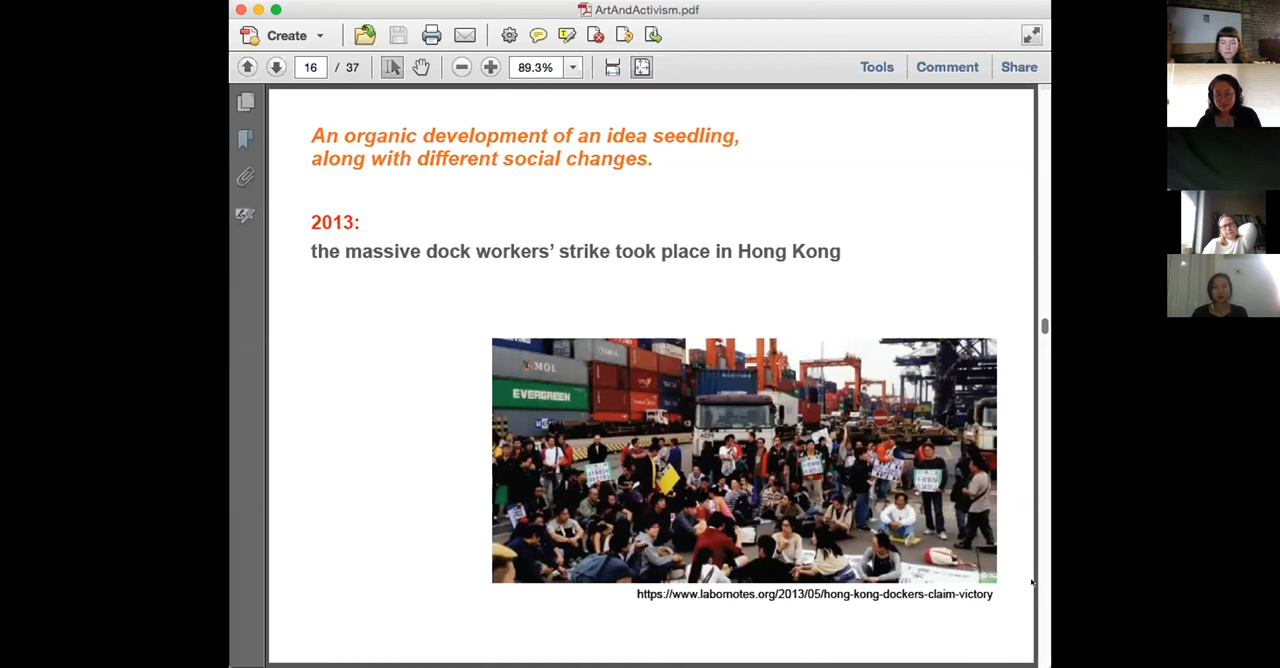 ArtAndActivism.pdf
Create
16 / 37
89.3%
Tools
Comment
Share
An organic development of an idea seedling,
along with different social changes.
2013:
the massive dock workers’ strike took place in Hong Kong
MOL
EVERGREEN
https://www.labornotes.org/2013/05/hong-kong-dockers-claim-victory